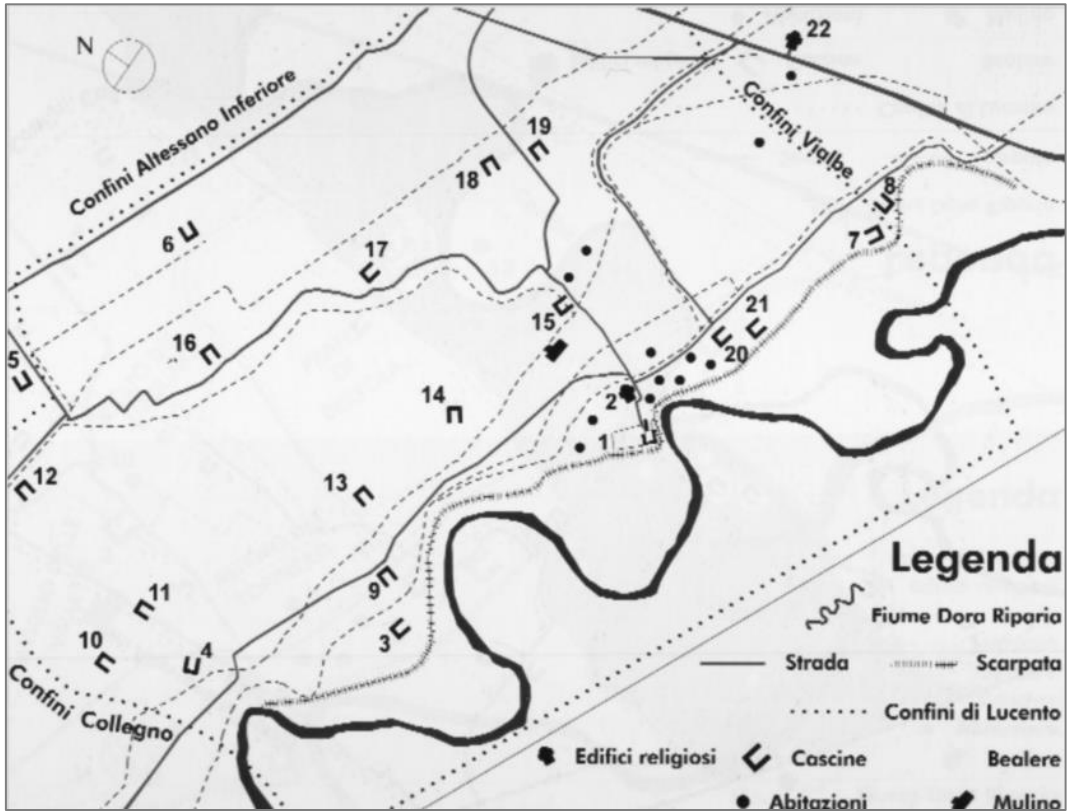 N
Confini Altessano Inferiore
Confini Vialbe
22
19
18
8
7
6
17
21
15
20
16
5
14
2
1
12
13
9
11
10
4
3
Confini Collegno
Legenda
Fiume Dora Riparia
Strada
Scarpata
Confini di Lucento
Edifici religiosi
Cascine
Bealere
Abitazioni
Mulino